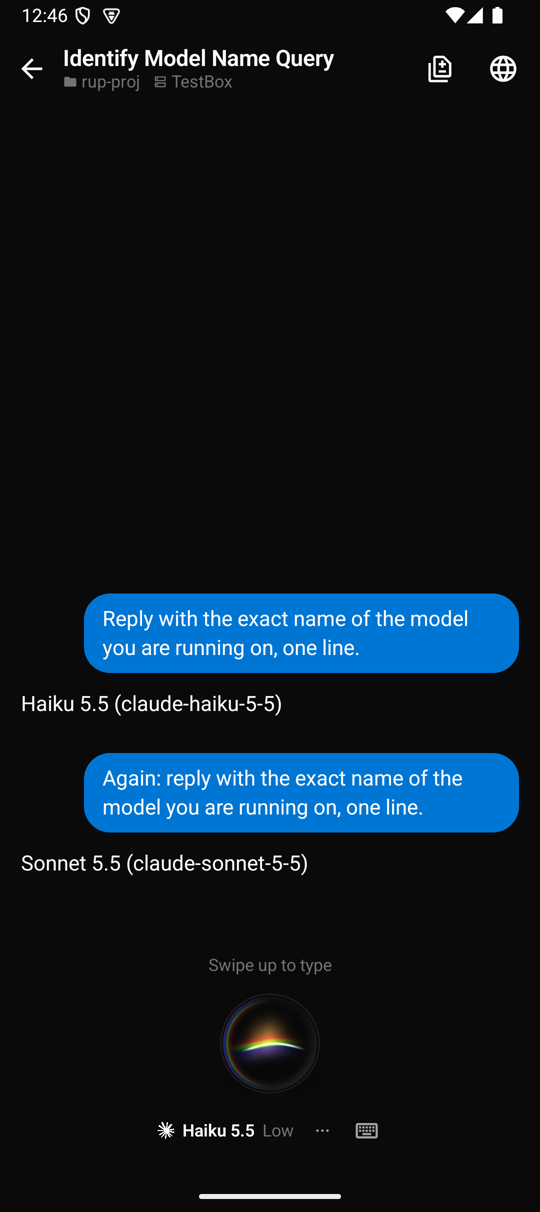 12:46
Identify Model Name Query
rup-proj TestBox
Reply with the exact name of the model
you are running on, one line.
Haiku 5.5 (claude-haiku-5-5)
Again: reply with the exact name of the
model you are running on, one line.
Sonnet 5.5 (claude-sonnet-5-5)
Swipe up to type
Haiku 5.5 Low ...